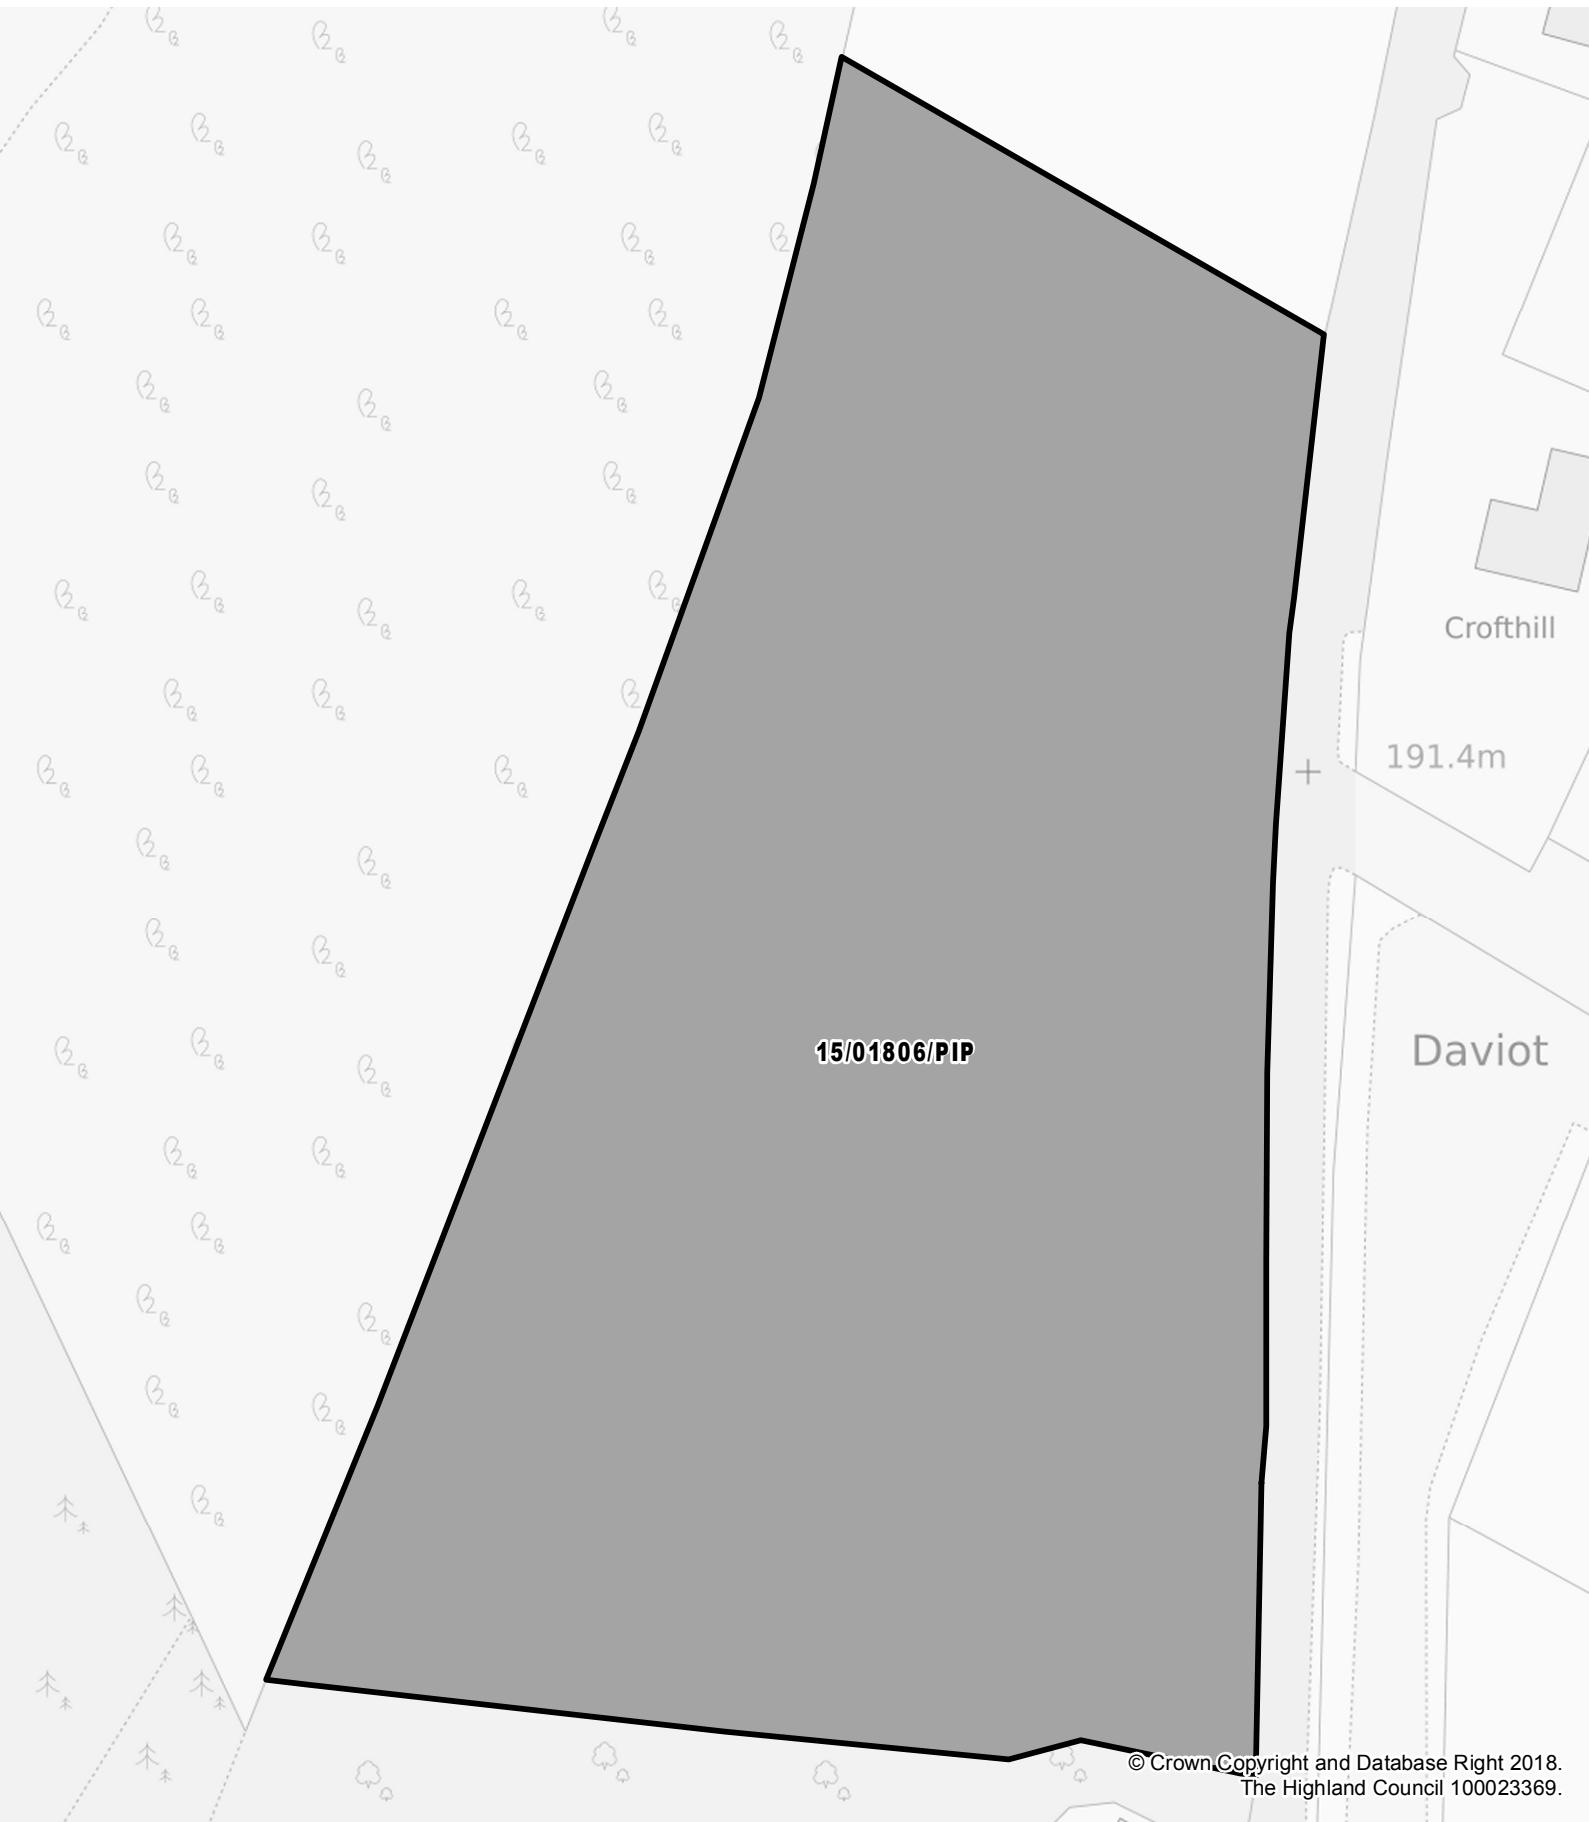 Crofthill
191.4m
15/01806/PIP
Daviot
© Crown Copyright and Database Right 2018.
The Highland Council 100023369.